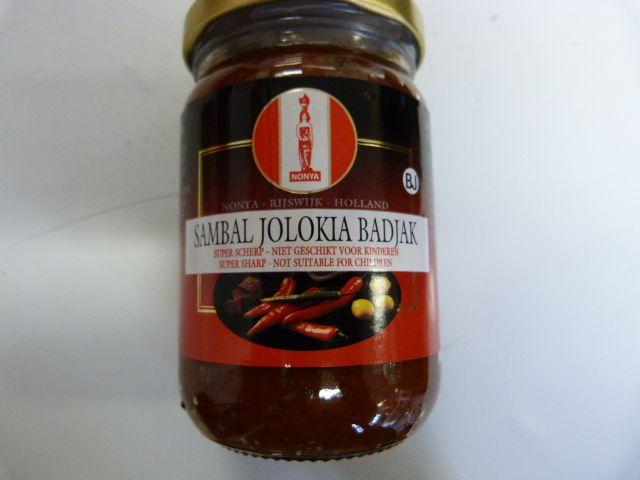 NONYA
BJ
NONYA - RIJSWIJK - HOLLAND
SAMBAL JOLOKIA BADJAK
SUPER SCHERP - NIET GESCHIKT VOOR KINDEREN
SUPER SHARP - NOT SUITABLE FOR CHILDREN